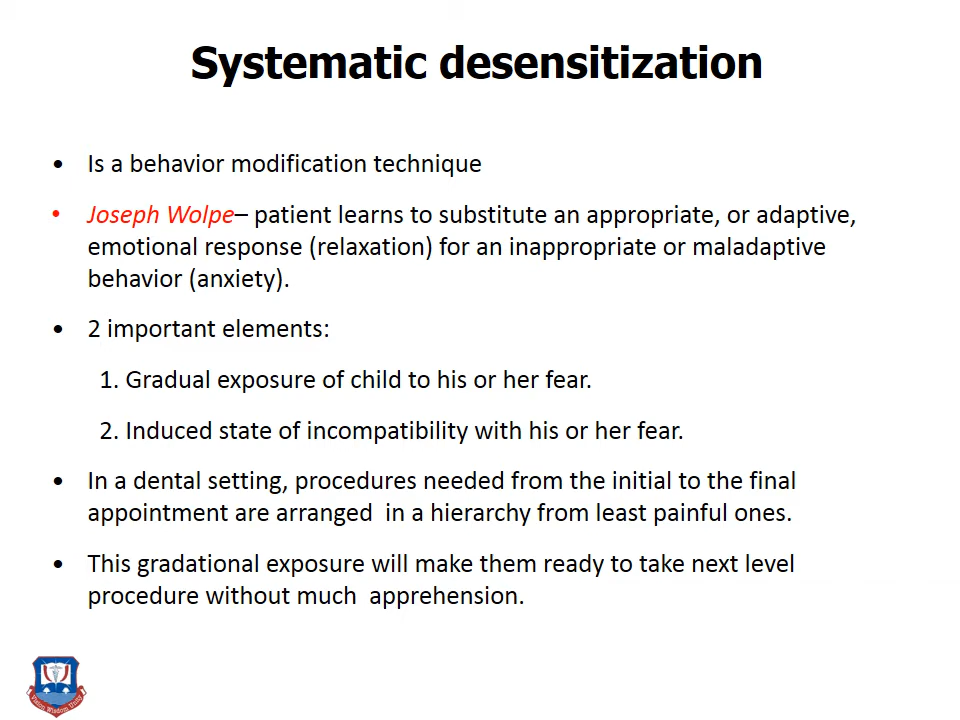 Systematic desensitization
• Is a behavior modification technique
• Joseph Wolpe– patient learns to substitute an appropriate, or adaptive,
emotional response (relaxation) for an inappropriate or maladaptive
behavior (anxiety).
• 2 important elements:
1. Gradual exposure of child to his or her fear.
2. Induced state of incompatibility with his or her fear.
• In a dental setting, procedures needed from the initial to the final
appointment are arranged  in a hierarchy from least painful ones.
• This gradational exposure will make them ready to take next level
procedure without much  apprehension.
Vision Wisdom Unity